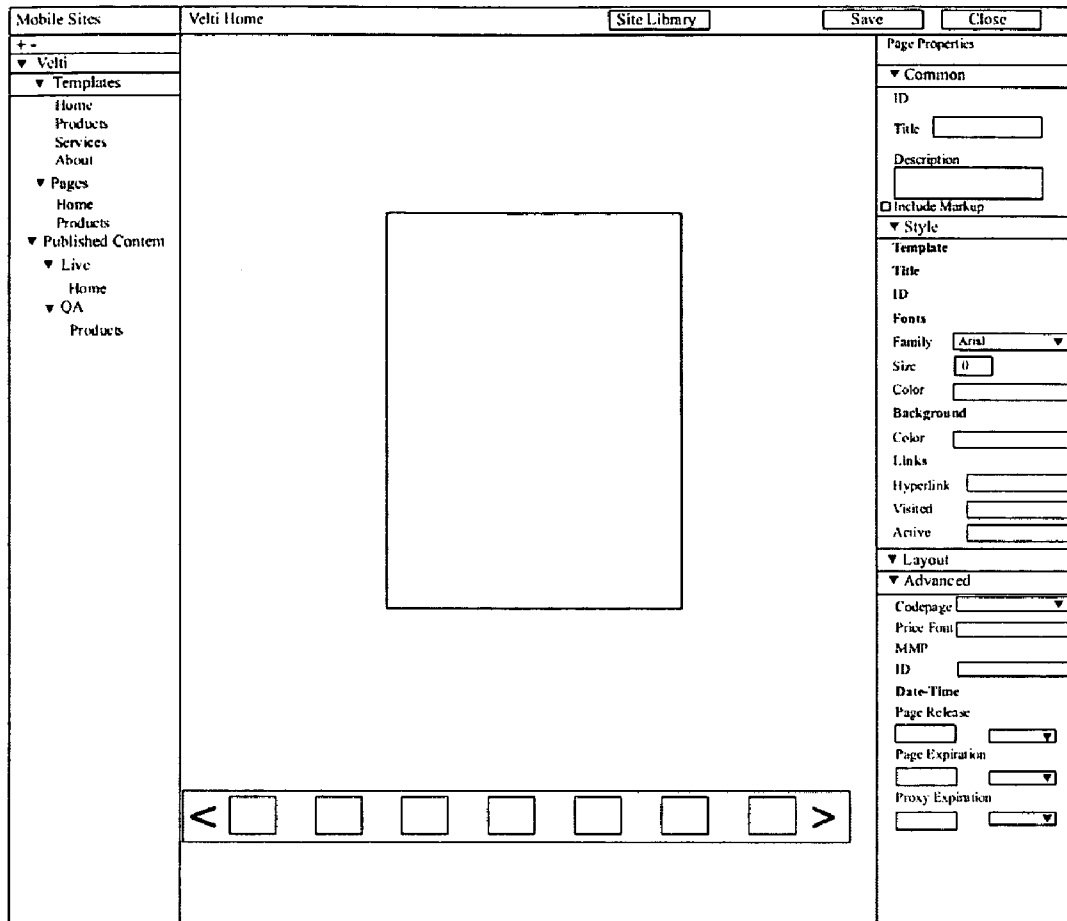 Mobile Sites
Velti Home
Site Library
Save
Close
+ -
▼ Velti
▼ Templates
Home
Products
Services
About
▼ Pages
Home
Products
▼ Published Content
▼ Live
Home
▼ QA
Products
<
>
Page Properties
▼ Common
ID
Title
Description
Include Markup
▼ Style
Template
Title
ID
Fonts
Family Arial ▼
Size 0
Color
Background
Color
Links
Hyperlink
Visited
Active
▼ Layout
▼ Advanced
Codepage ▼
Price Font
MMP
ID
Date-Time
Page Release
▼
Page Expiration
▼
Proxy Expiration
▼